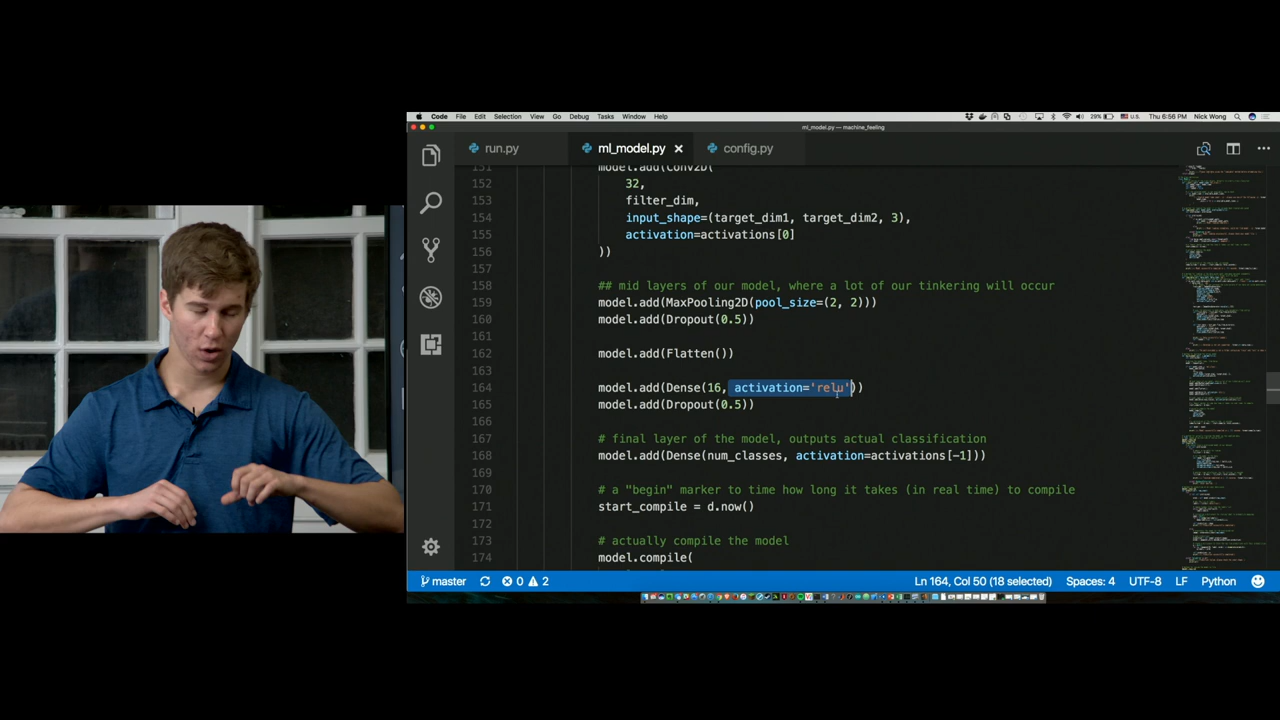 Code File Edit Selection View Go Debug Tasks Window Help 29% U.S. Thu 6:56 PM Nick Wong
ml_model.py — machine_feeling
run.py ml_model.py config.py
151 model.add(Conv2D(
152 32,
153 filter_dim,
154 input_shape=(target_dim1, target_dim2, 3),
155 activation=activations[0]
156 ))
157
158 ## mid layers of our model, where a lot of our tinkering will occur
159 model.add(MaxPooling2D(pool_size=(2, 2)))
160 model.add(Dropout(0.5))
161
162 model.add(Flatten())
163
164 model.add(Dense(16, activation='relu'))
165 model.add(Dropout(0.5))
166
167 # final layer of the model, outputs actual classification
168 model.add(Dense(num_classes, activation=activations[-1]))
169
170 # a "begin" marker to time how long it takes (in real time) to compile
171 start_compile = d.now()
172
173 # actually compile the model
174 model.compile(
master 0 2 Ln 164, Col 50 (18 selected) Spaces: 4 UTF-8 LF Python